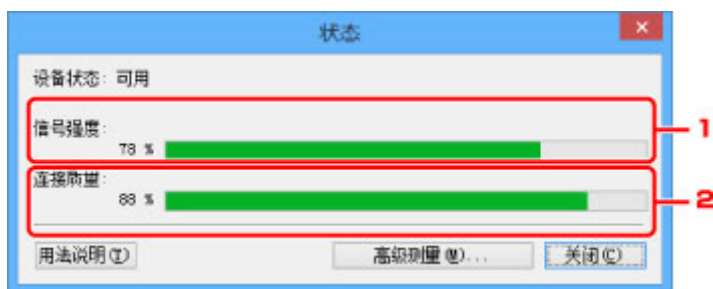 状态
设备状态: 可用
信号强度:
78 %
1
连接质量:
88 %
2
用法说明(T)
高级测量(M)...
关闭(C)